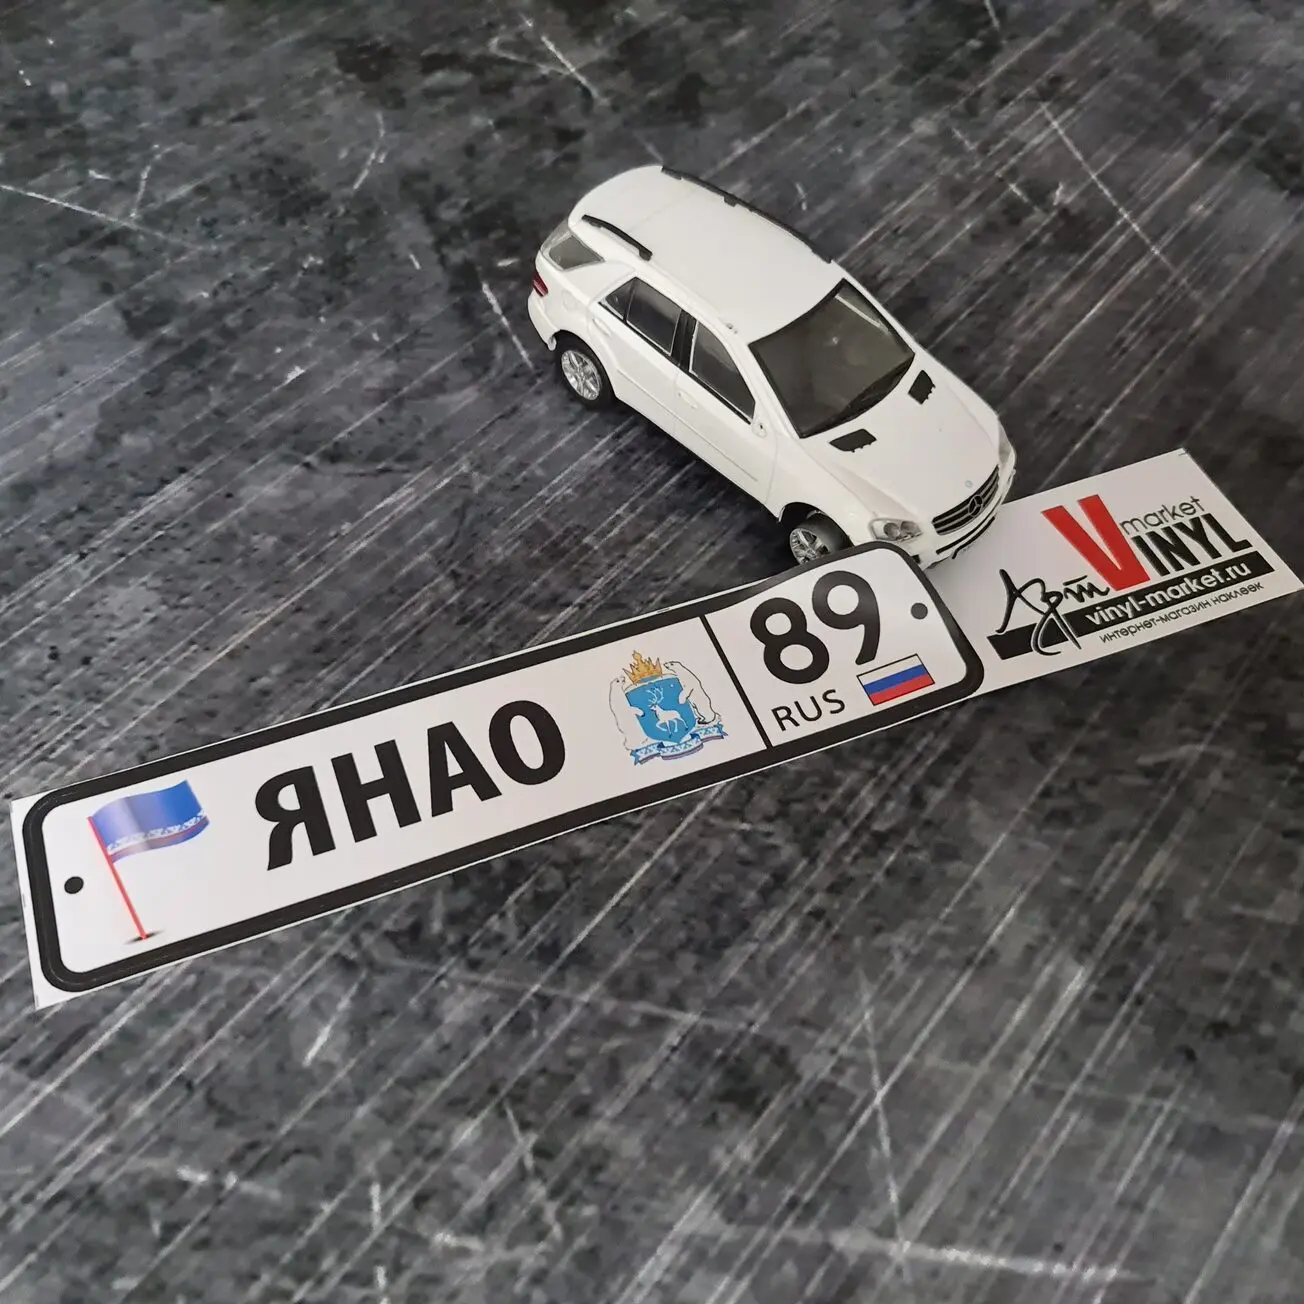 ЯНАО
89
RUS
market
VINYL
Арт
vinyl-market.ru
интернет-магазин наклеек